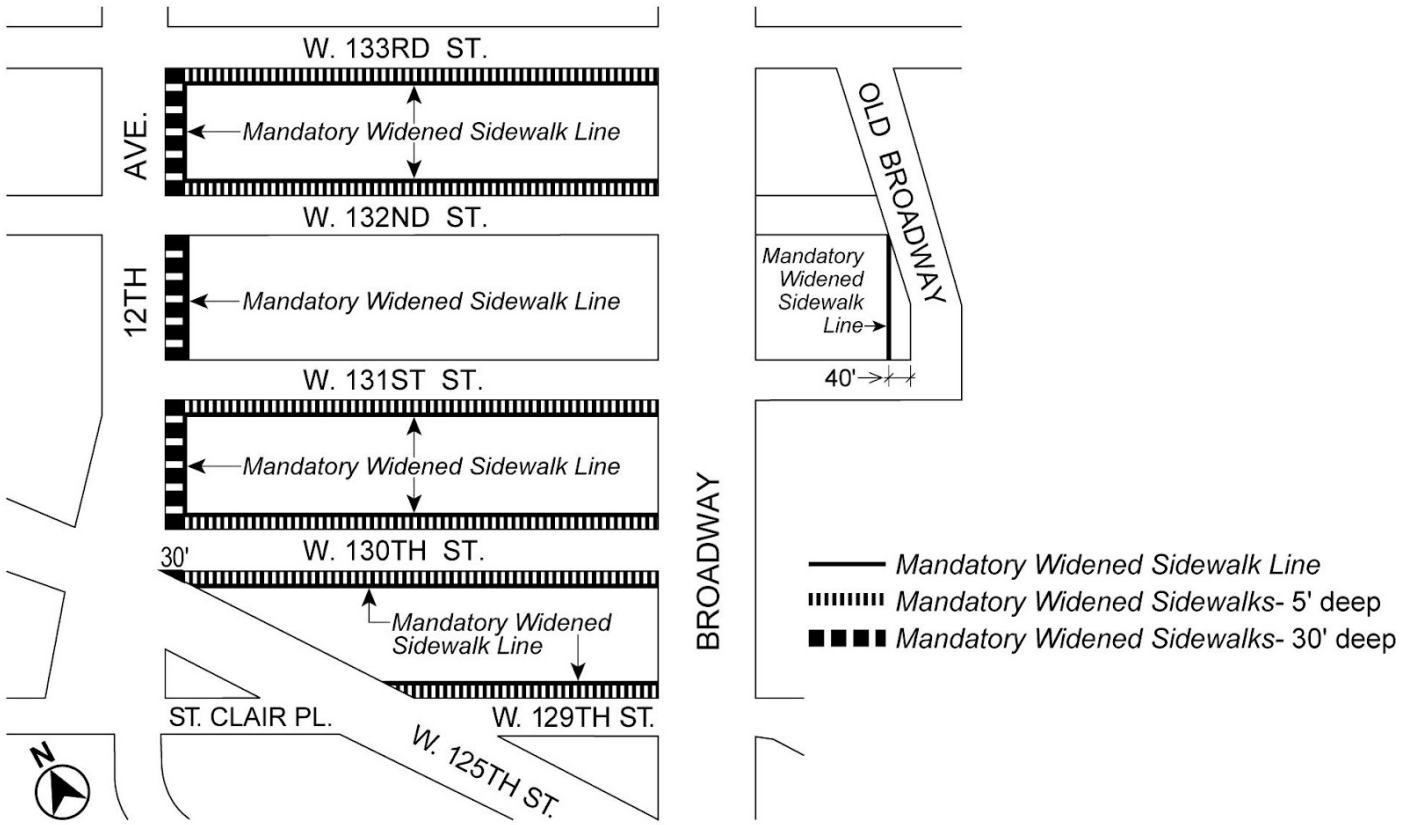 W. 133RD ST.
AVE.
12TH
Mandatory Widened Sidewalk Line
OLD BROADWAY
W. 132ND ST.
Mandatory Widened Sidewalk Line
Mandatory
Widened
Sidewalk
Line
W. 131ST ST.
40'
Mandatory Widened Sidewalk Line
BROADWAY
W. 130TH ST.
30'
Mandatory Widened
Sidewalk Line
Mandatory Widened Sidewalk Line
Mandatory Widened Sidewalks- 5' deep
Mandatory Widened Sidewalks- 30' deep
ST. CLAIR PL.
W. 129TH ST.
W. 125TH ST.
N